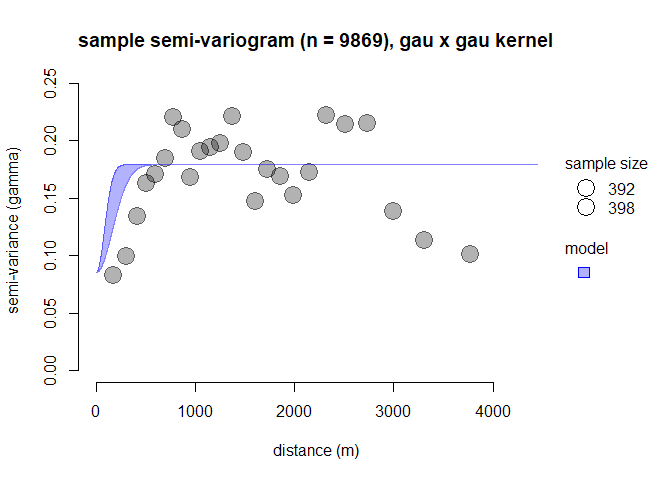 sample semi-variogram (n = 9869), gau x gau kernel
semi-variance (gamma)
0.25
0.20
0.15
0.10
0.05
0.00
0 1000 2000 3000 4000
distance (m)
sample size
392
398
model